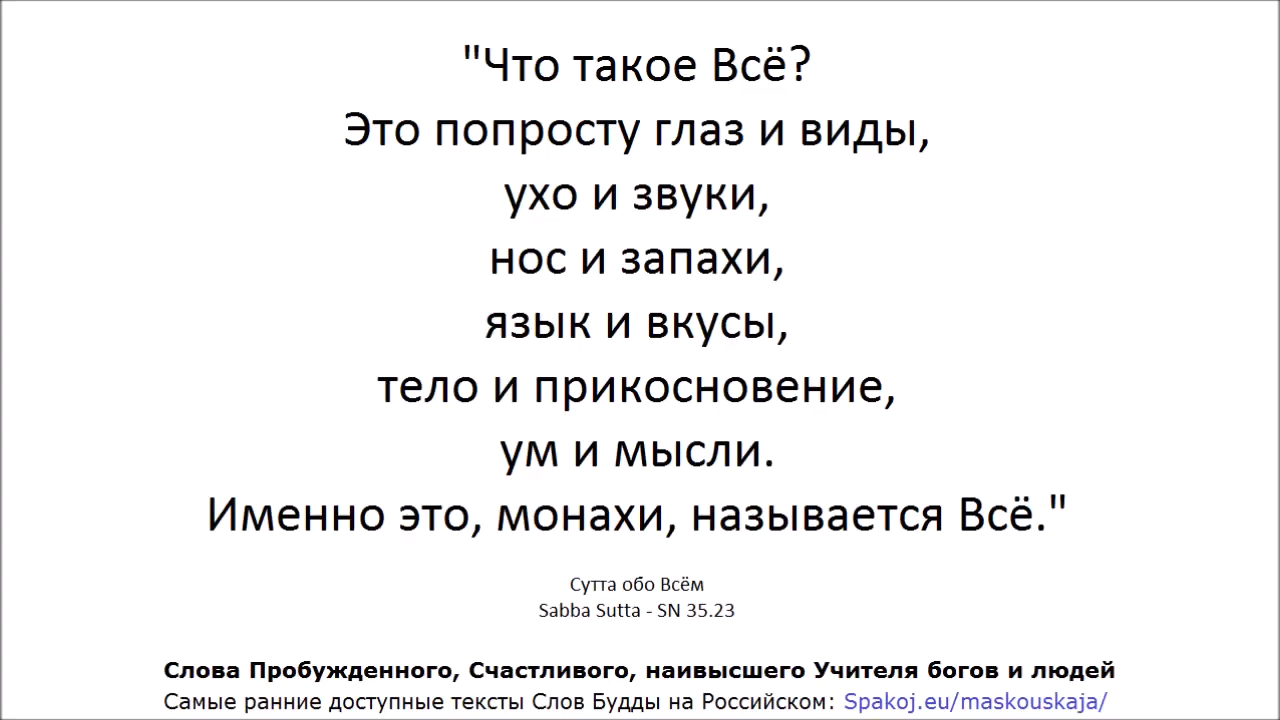 "Что такое Всё?
Это попросту глаз и виды,
ухо и звуки,
нос и запахи,
язык и вкусы,
тело и прикосновение,
ум и мысли.
Именно это, монахи, называется Всё."
Сутта обо Всём
Sabba Sutta - SN 35.23
Слова Пробужденного, Счастливого, наивысшего Учителя богов и людей
Самые ранние доступные тексты Слов Будды на Российском: Spakoj.eu/maskouskaja/